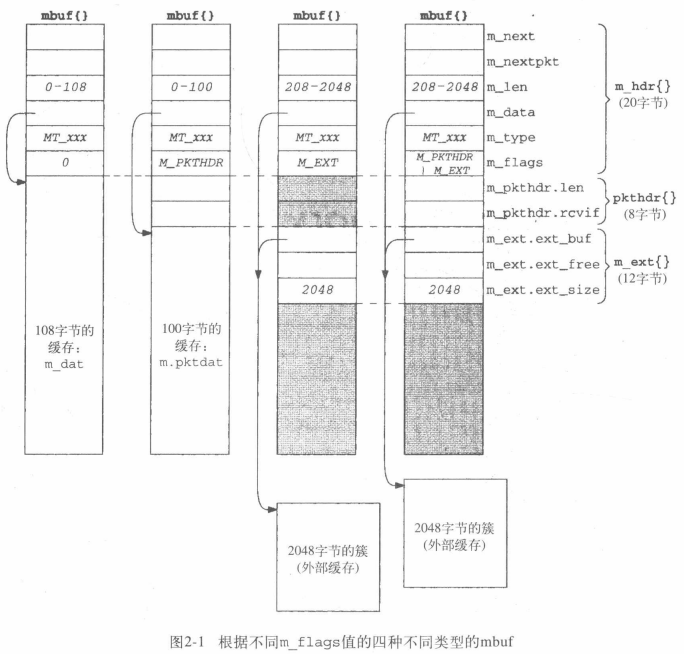 mbuf{} mbuf{} mbuf{} mbuf{}
m_next
m_nextpkt
0-108 0-100 208-2048 208-2048 m_len
m_hdr{}
(20字节)
m_data
MT_xxx MT_xxx MT_xxx MT_xxx m_type
0 M_PKTHDR M_EXT M_PKTHDR
| M_EXT
m_flags
m_pkthdr.len
m_pkthdr.rcvif
pkthdr{}
(8字节)
m_ext.ext_buf
m_ext.ext_free
2048 2048 m_ext.ext_size
m_ext{}
(12字节)
108字节的
缓存:
m_dat
100字节的
缓存:
m.pktdat
2048字节的簇
(外部缓存)
2048字节的簇
(外部缓存)
图2-1 根据不同m_flags值的四种不同类型的mbuf